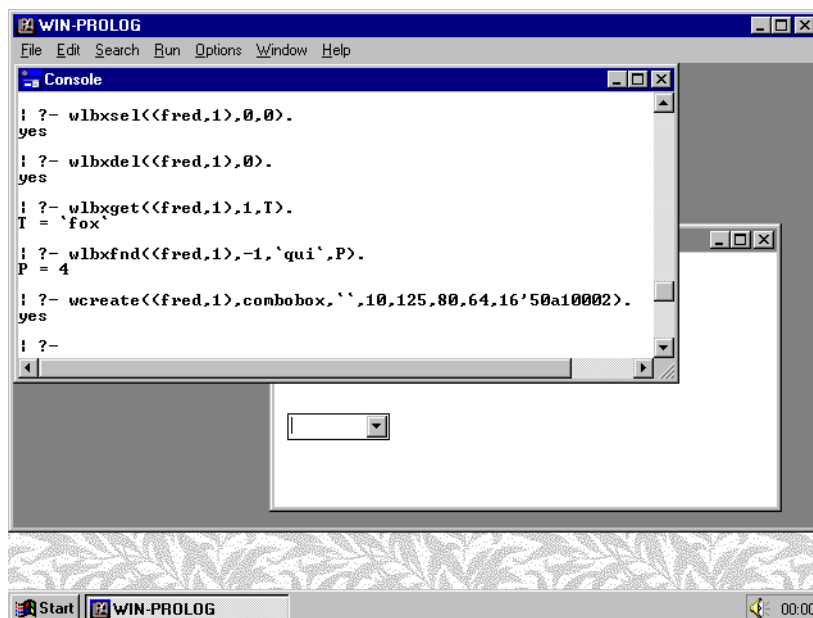 WIN-PROLOG
File Edit Search Run Options Window Help
Console
| ?- wlbxsel((fred,1),0,0).
yes
| ?- wlbxdel((fred,1),0).
yes
| ?- wlbxget((fred,1),1,T).
T = `fox`
| ?- wlbxfnd((fred,1),-1,`qui`,P).
P = 4
| ?- wcreate((fred,1),combobox,``,10,125,80,64,16'50a10002).
yes
| ?-
Start WIN-PROLOG 00:00